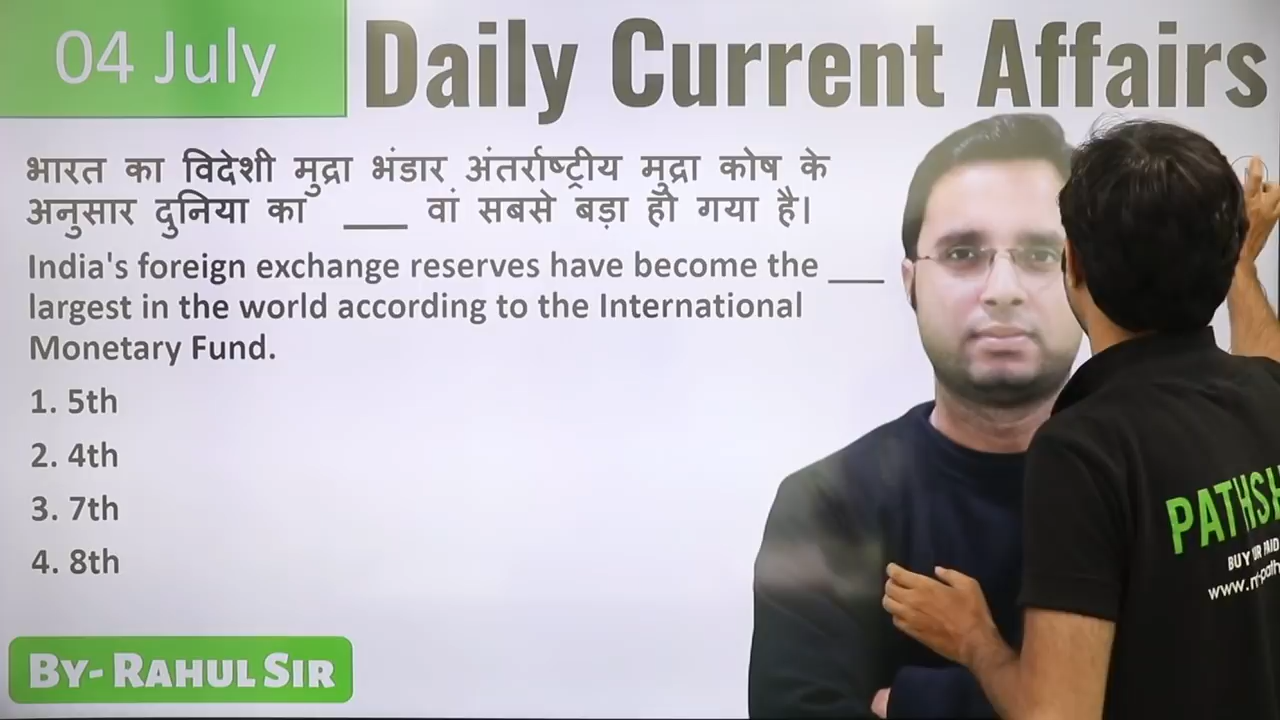 04 July
Daily Current Affairs
भारत का विदेशी मुद्रा भंडार अंतर्राष्ट्रीय मुद्रा कोष के
अनुसार दुनिया का ___ वां सबसे बड़ा हो गया है।
India's foreign exchange reserves have become the ___
largest in the world according to the International
Monetary Fund.
1. 5th
2. 4th
3. 7th
4. 8th
BY- RAHUL SIR
BUY